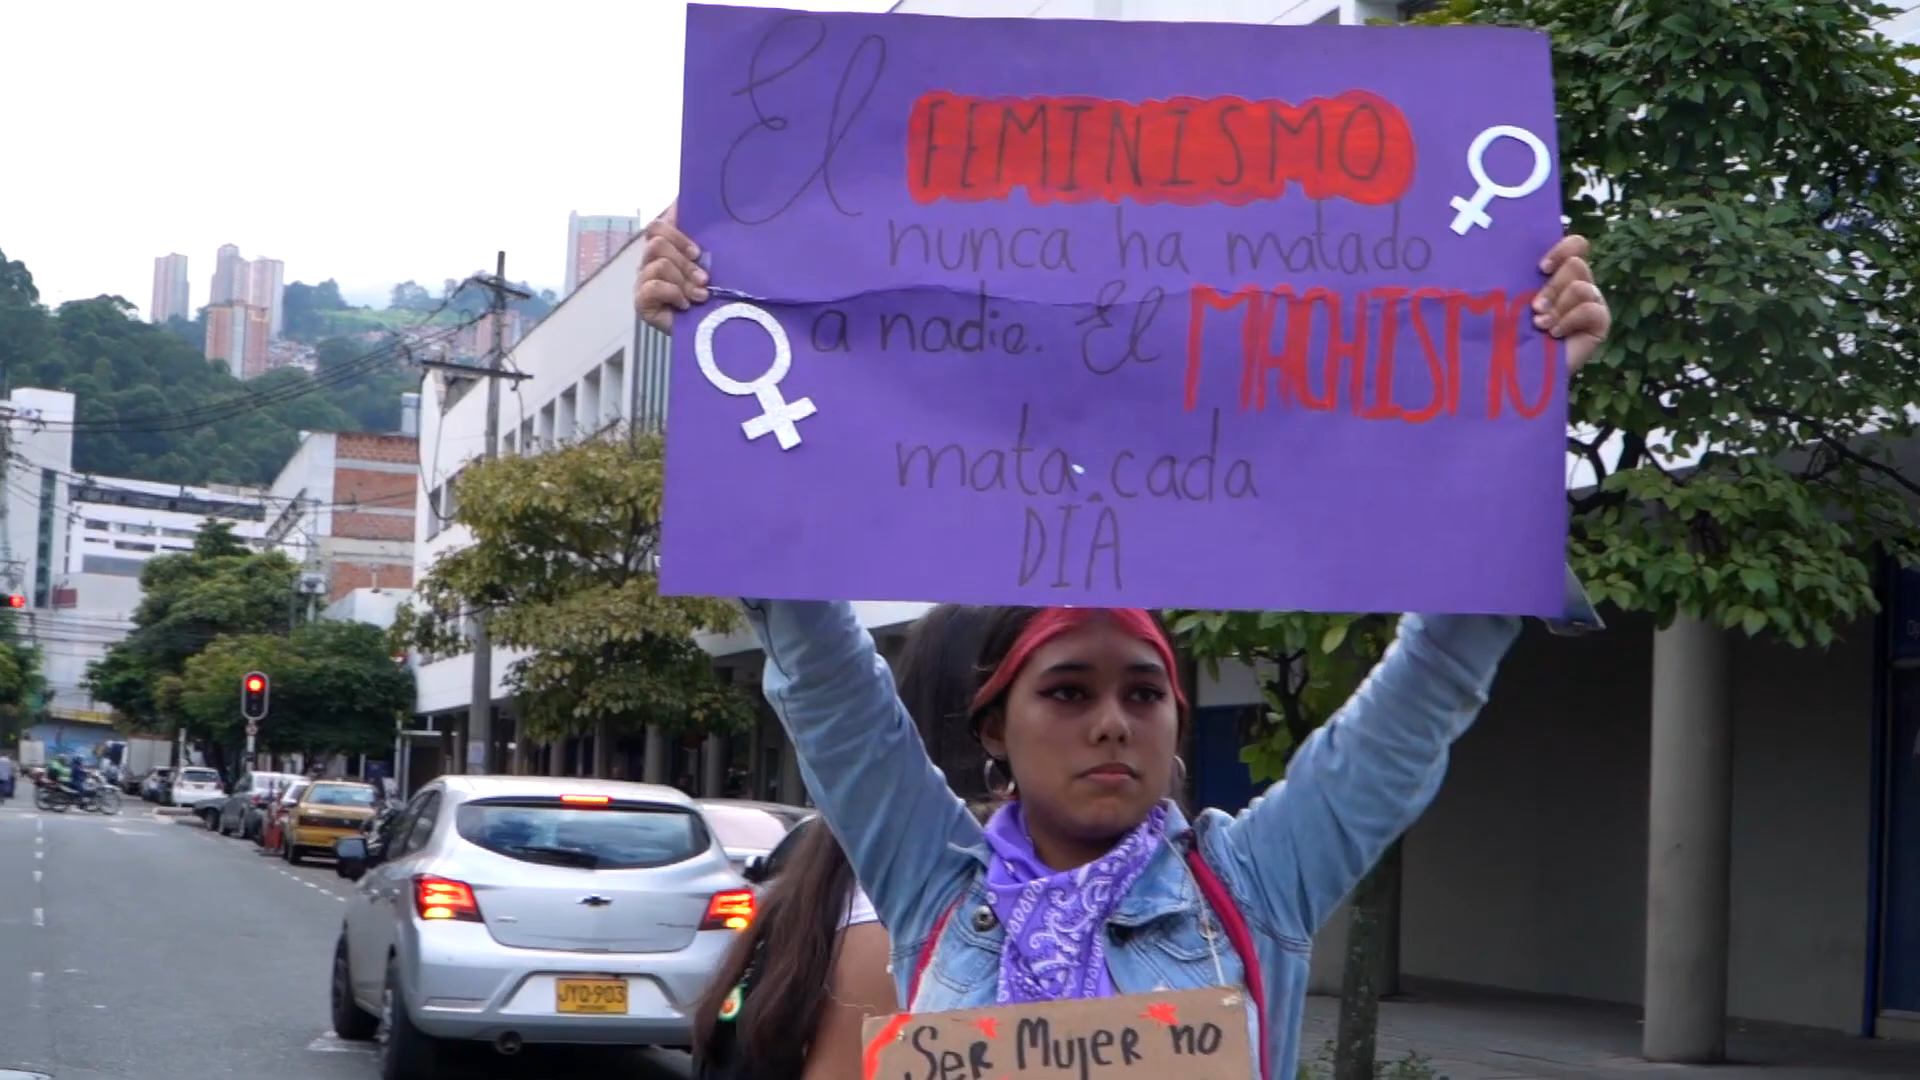 El FEMINISMO
nunca ha matado
a nadie. El MACHISMO
mata cada
DÍA
Ser Mujer no
JYQ-903